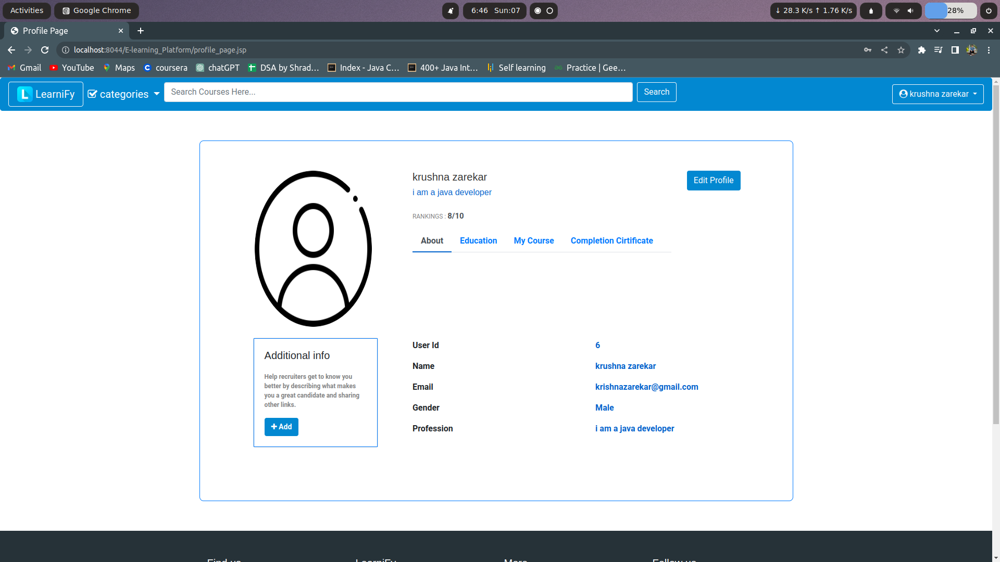 Activities
Google Chrome
6:46 Sun:07
↓ 28.3 K/s ↑ 1.76 K/s
28%
Profile Page
localhost:8044/E-learning_Platform/profile_page.jsp
Gmail
YouTube
Maps
coursera
chatGPT
DSA by Shrad...
Index - Java C...
400+ Java Int...
Self learning
Practice | Gee...
LearniFy
categories
Search Courses Here...
Search
krushna zarekar
krushna zarekar
Edit Profile
i am a java developer
RANKINGS : 8/10
About
Education
My Course
Completion Cirtificate
Additional info
Help recruiters get to know you
better by describing what makes
you a great candidate and sharing
other links.
+ Add
User Id 6
Name krushna zarekar
Email krishnazarekar@gmail.com
Gender Male
Profession i am a java developer
Find us
LearniFy
More
Follow us